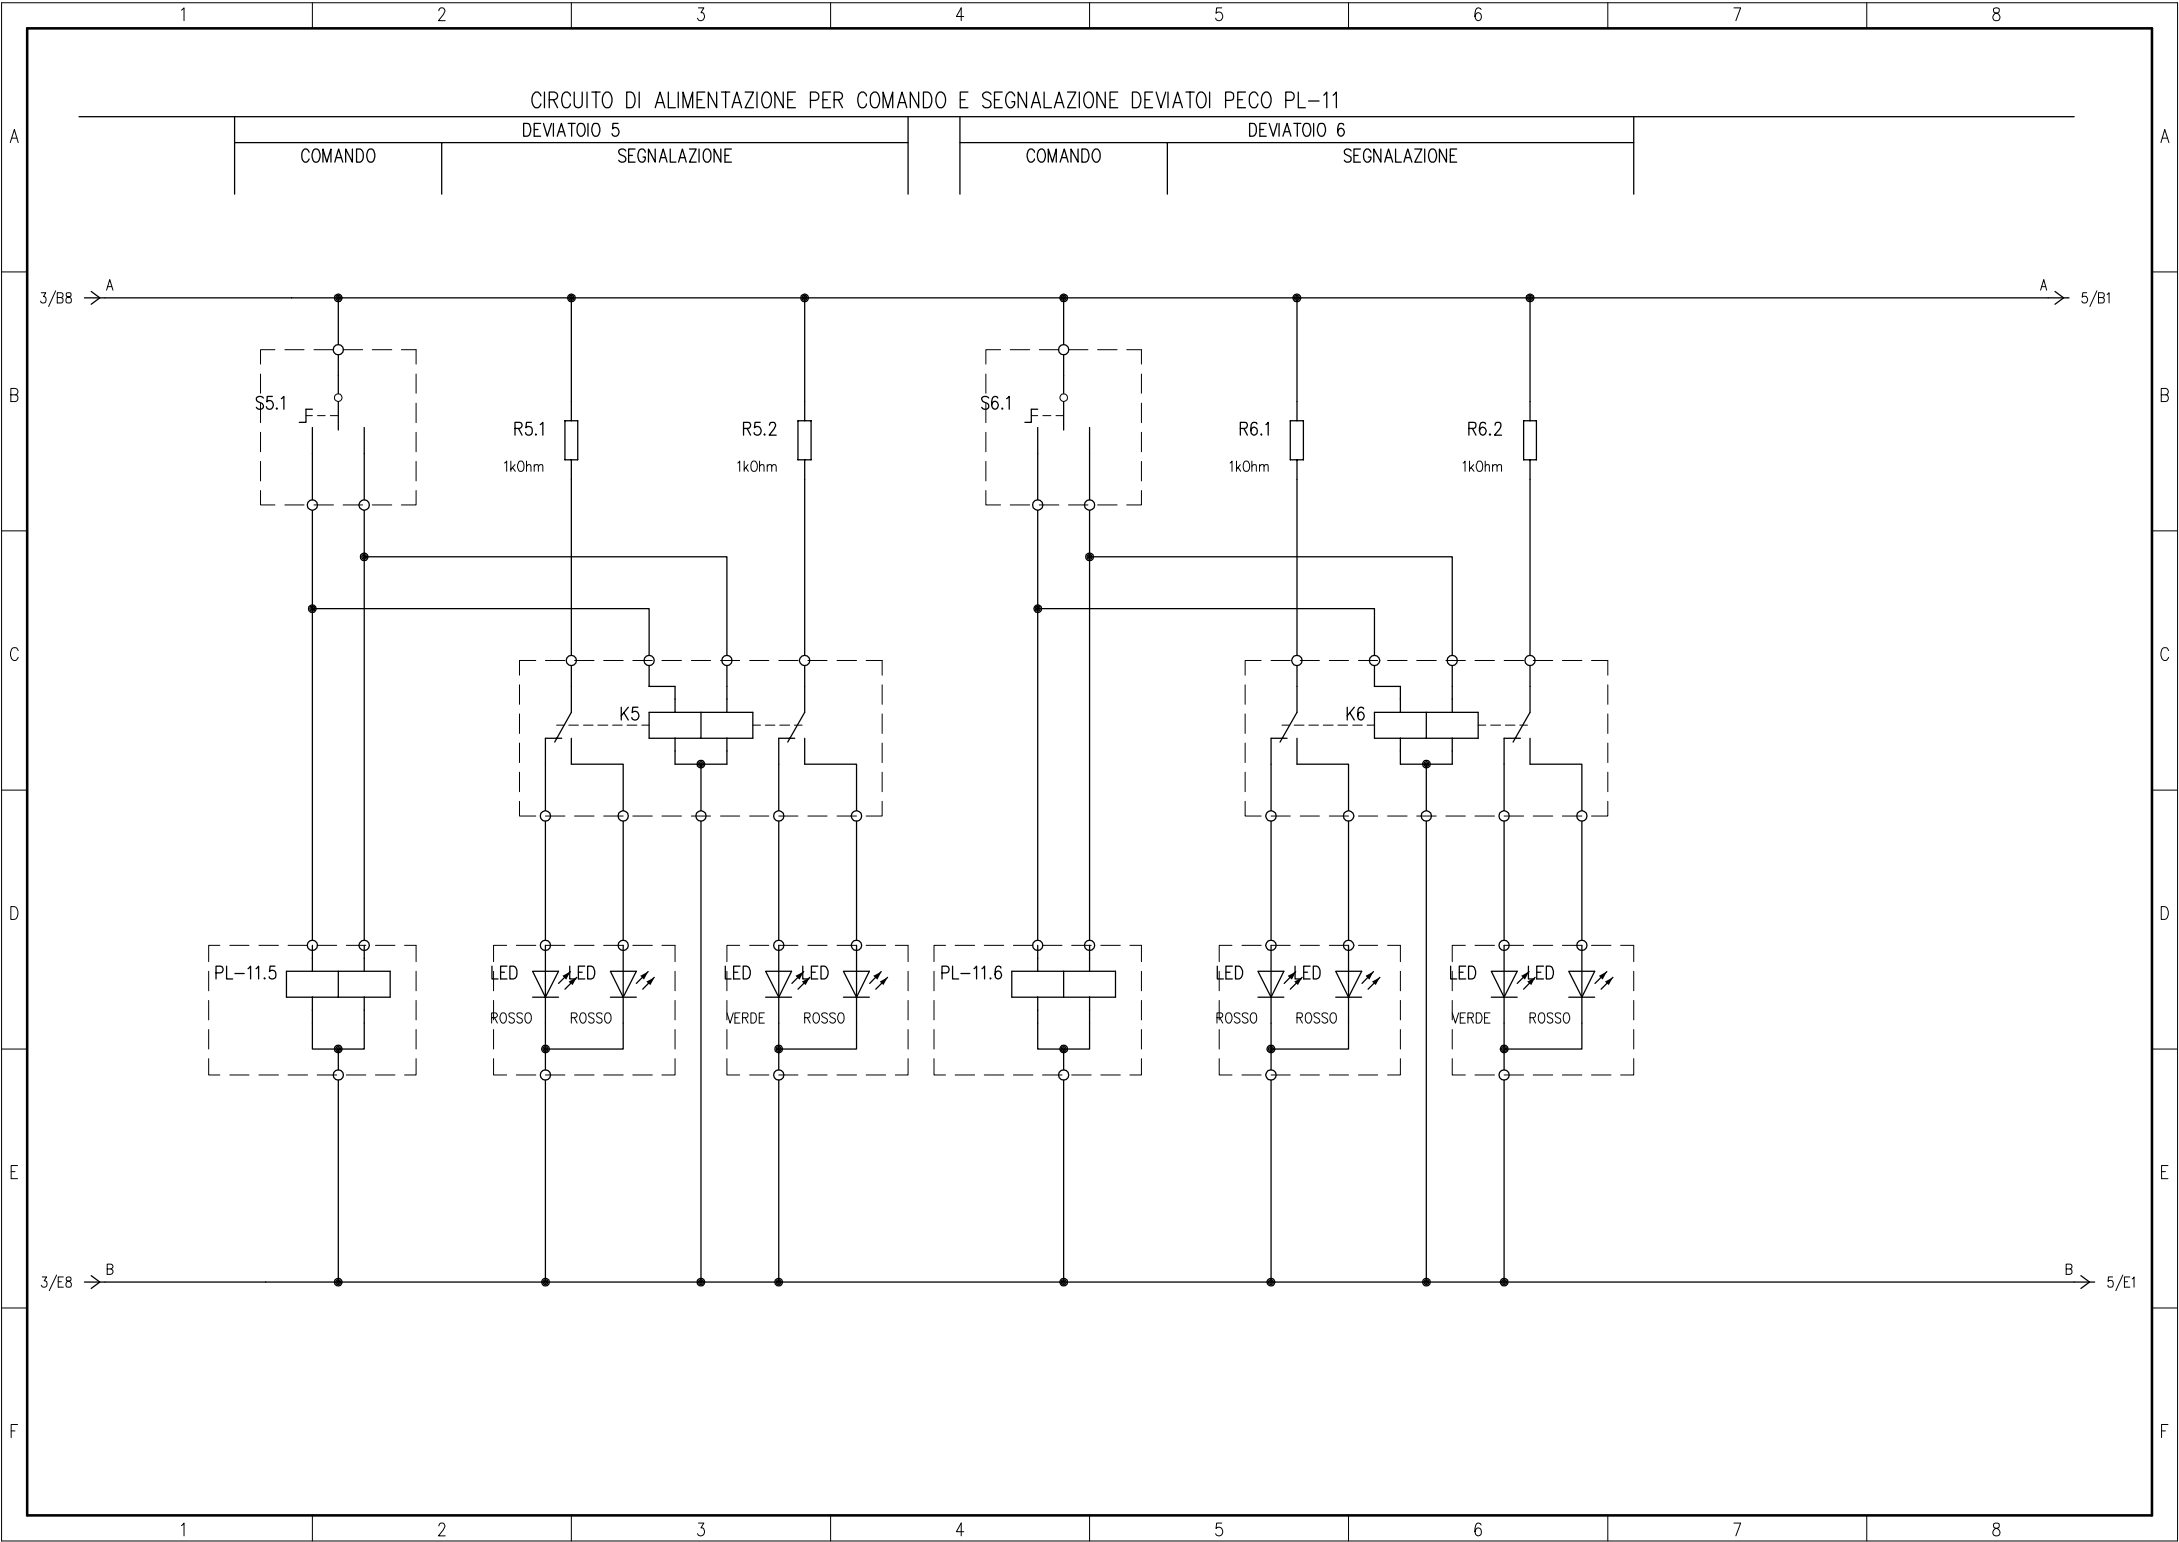 1 2 3 4 5 6 7 8
CIRCUITO DI ALIMENTAZIONE PER COMANDO E SEGNALAZIONE DEVIATOI PECO PL-11
A DEVIATOIO 5 DEVIATOIO 6 A
COMANDO SEGNALAZIONE COMANDO SEGNALAZIONE
A A
3/B8 5/B1
B B
S5.1 S6.1
R5.1 R5.2 R6.1 R6.2
1kOhm 1kOhm 1kOhm 1kOhm
C C
K5 K6
D D
PL-11.5 LED LED LED LED PL-11.6 LED LED LED LED
ROSSO ROSSO VERDE ROSSO ROSSO ROSSO VERDE ROSSO
E E
B B
3/E8 5/E1
F F
1 2 3 4 5 6 7 8